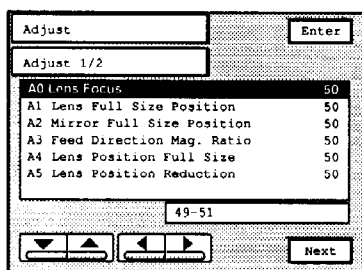 Adjust
Enter
Adjust 1/2
A0 Lens Focus 50
A1 Lens Full Size Position 50
A2 Mirror Full Size Position 50
A3 Feed Direction Mag. Ratio 50
A4 Lens Position Full Size 50
A5 Lens Position Reduction 50
49-51
Next